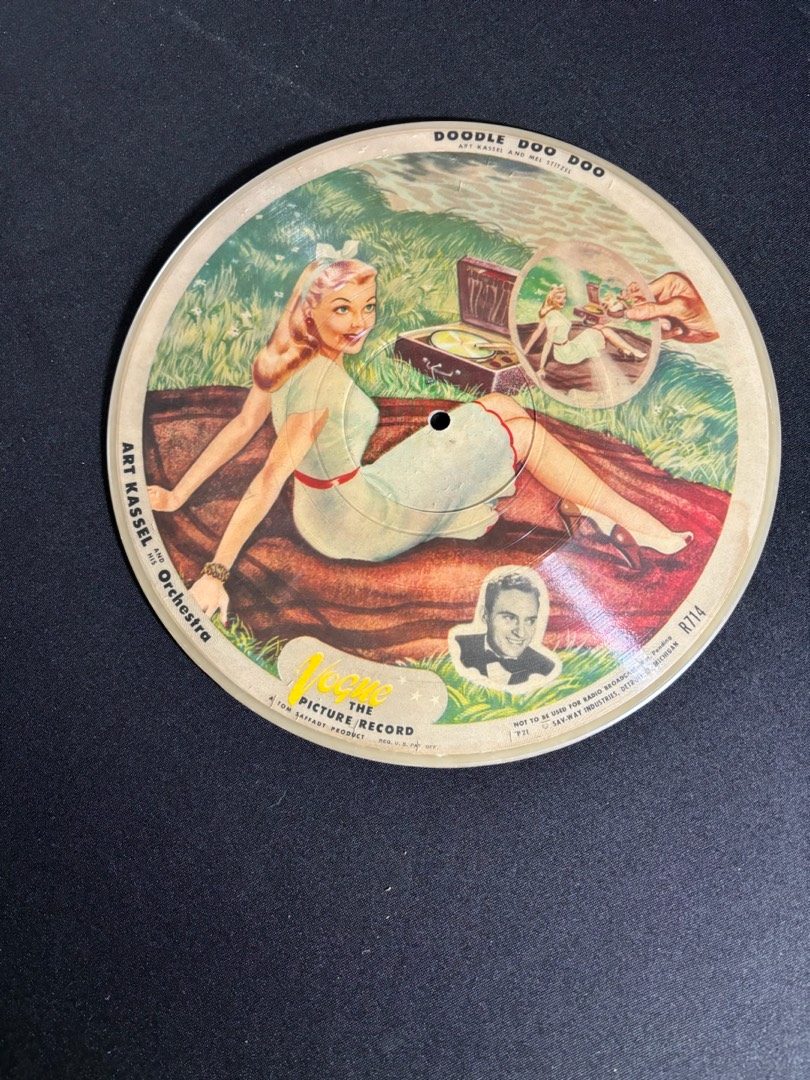 DOODLE DOO DOO
ART KASSEL AND MEL STITZEL
ART KASSEL AND HIS Orchestra
Vogue
THE
PICTURE RECORD
A TOM SAFFADY PRODUCT
REG. U.S. PAT. OFF.
NOT TO BE USED FOR RADIO BROADCAST Pending
P21 © SAV-WAY INDUSTRIES, DETROIT MICHIGAN
R714